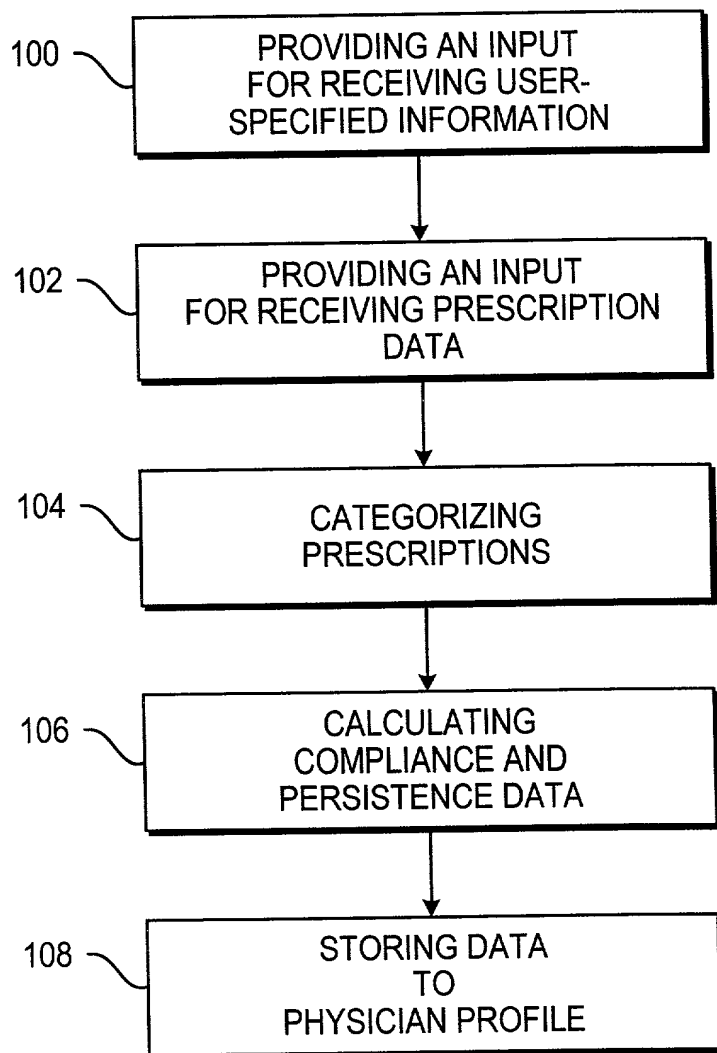 100
PROVIDING AN INPUT
FOR RECEIVING USER-
SPECIFIED INFORMATION
102
PROVIDING AN INPUT
FOR RECEIVING PRESCRIPTION
DATA
104
CATEGORIZING
PRESCRIPTIONS
106
CALCULATING
COMPLIANCE AND
PERSISTENCE DATA
108
STORING DATA
TO
PHYSICIAN PROFILE